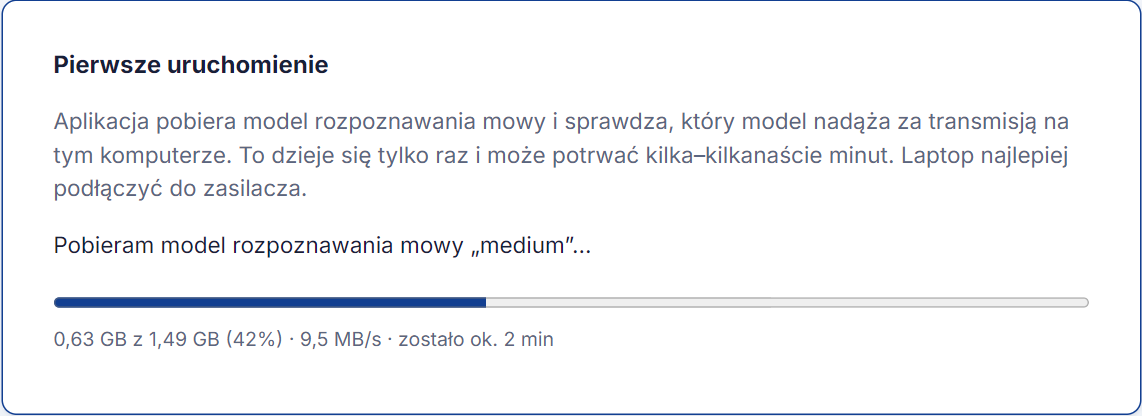 Pierwsze uruchomienie
Aplikacja pobiera model rozpoznawania mowy i sprawdza, który model nadąża za transmisją na
tym komputerze. To dzieje się tylko raz i może potrwać kilka–kilkanaście minut. Laptop najlepiej
podłączyć do zasilacza.
Pobieram model rozpoznawania mowy „medium”…
0,63 GB z 1,49 GB (42%) · 9,5 MB/s · zostało ok. 2 min